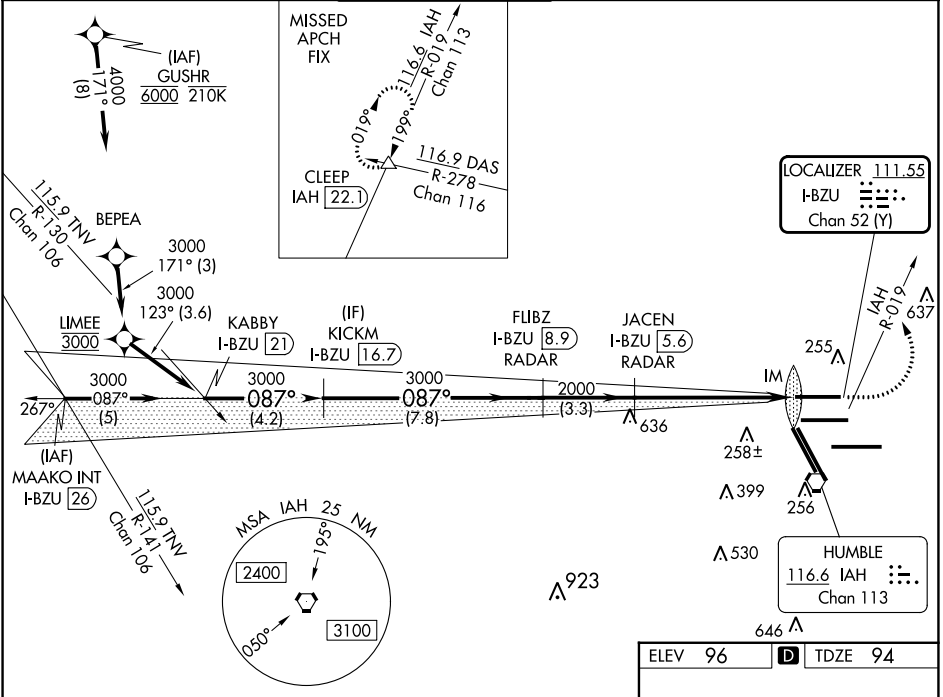 MISSED
APCH
FIX
116.6 IAH
R-019
Chan 113
019°
199°
CLEEP
IAH 22.1
116.9 DAS
R-278
Chan 116
(IAF)
GUSHR
6000 210K
4000
171°
(8)
LOCALIZER 111.55
I-BZU
Chan 52 (Y)
115.9 TNV
R-130
Chan 106
BEPEA
3000
171° (3)
3000
123° (3.6)
LIMEE
3000
KABBY
I-BZU 21
(IF)
KICKM
I-BZU 16.7
FLIBZ
I-BZU 8.9
RADAR
JACEN
I-BZU 5.6
RADAR
IAH
R-019
637
255
IM
267°
3000
087°
(5)
3000
087°
(4.2)
3000
087°
(7.8)
2000
(3.3)
636
(IAF)
MAAKO INT
I-BZU 26
258±
399
256
115.9 TNV
R-141
Chan 106
MSA IAH 25 NM
195°
2400
050°
3100
530
923
HUMBLE
116.6 IAH
Chan 113
646
ELEV 96 D TDZE 94